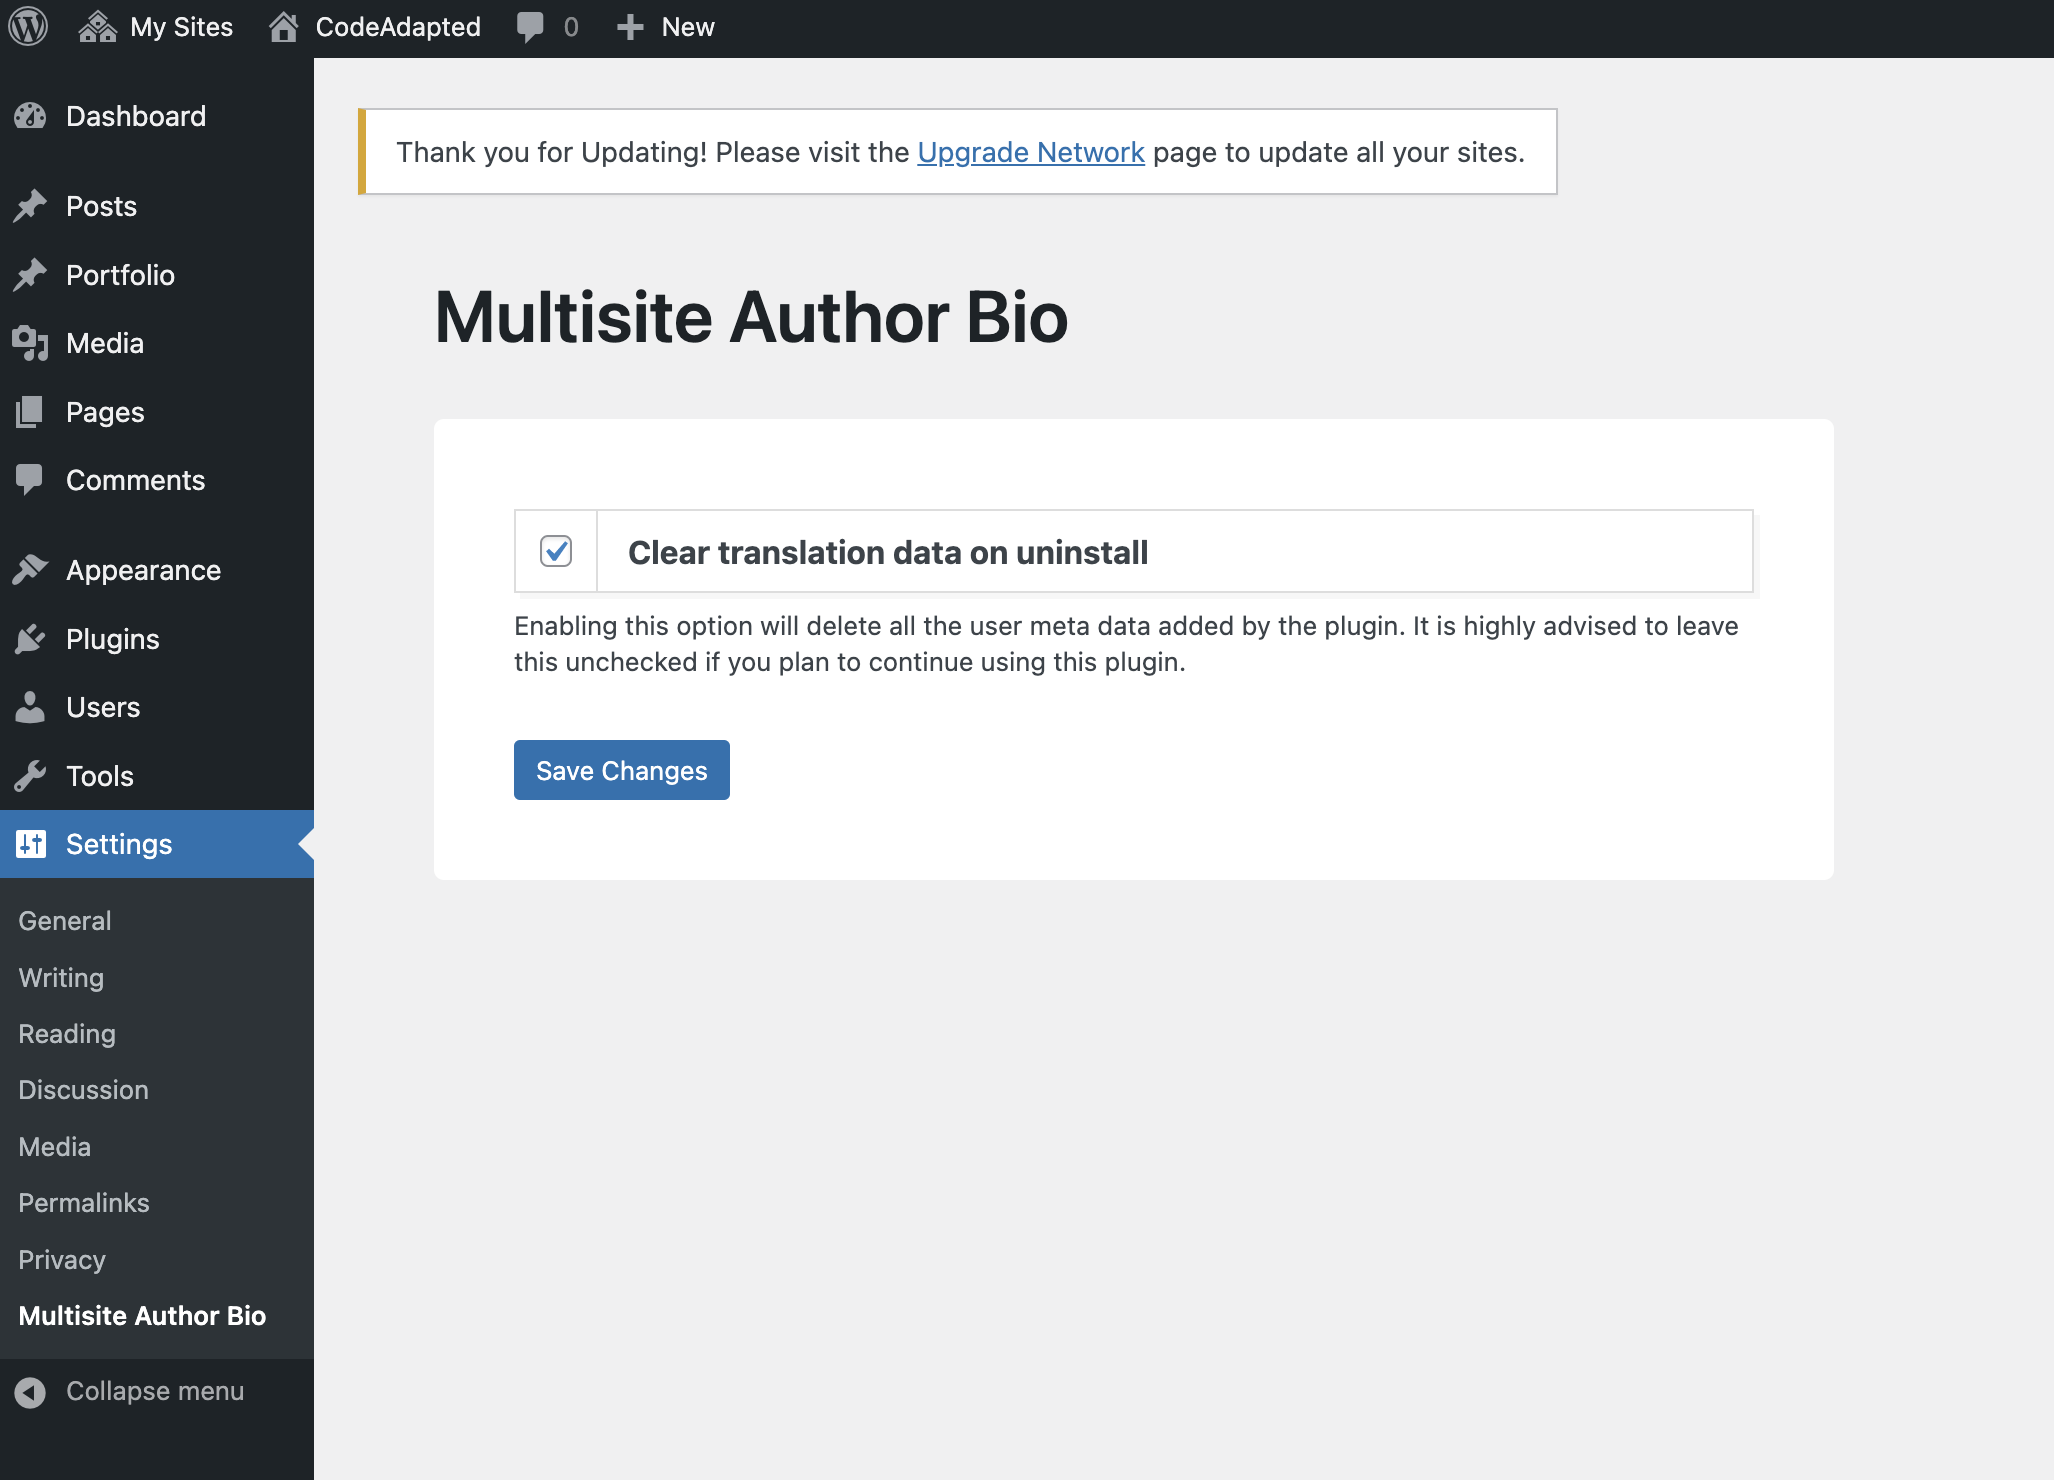 My Sites
CodeAdapted
0
New
Dashboard
Posts
Portfolio
Media
Pages
Comments
Appearance
Plugins
Users
Tools
Settings
General
Writing
Reading
Discussion
Media
Permalinks
Privacy
Multisite Author Bio
Collapse menu
Thank you for Updating! Please visit the Upgrade Network page to update all your sites.
Multisite Author Bio
Clear translation data on uninstall
Enabling this option will delete all the user meta data added by the plugin. It is highly advised to leave
this unchecked if you plan to continue using this plugin.
Save Changes